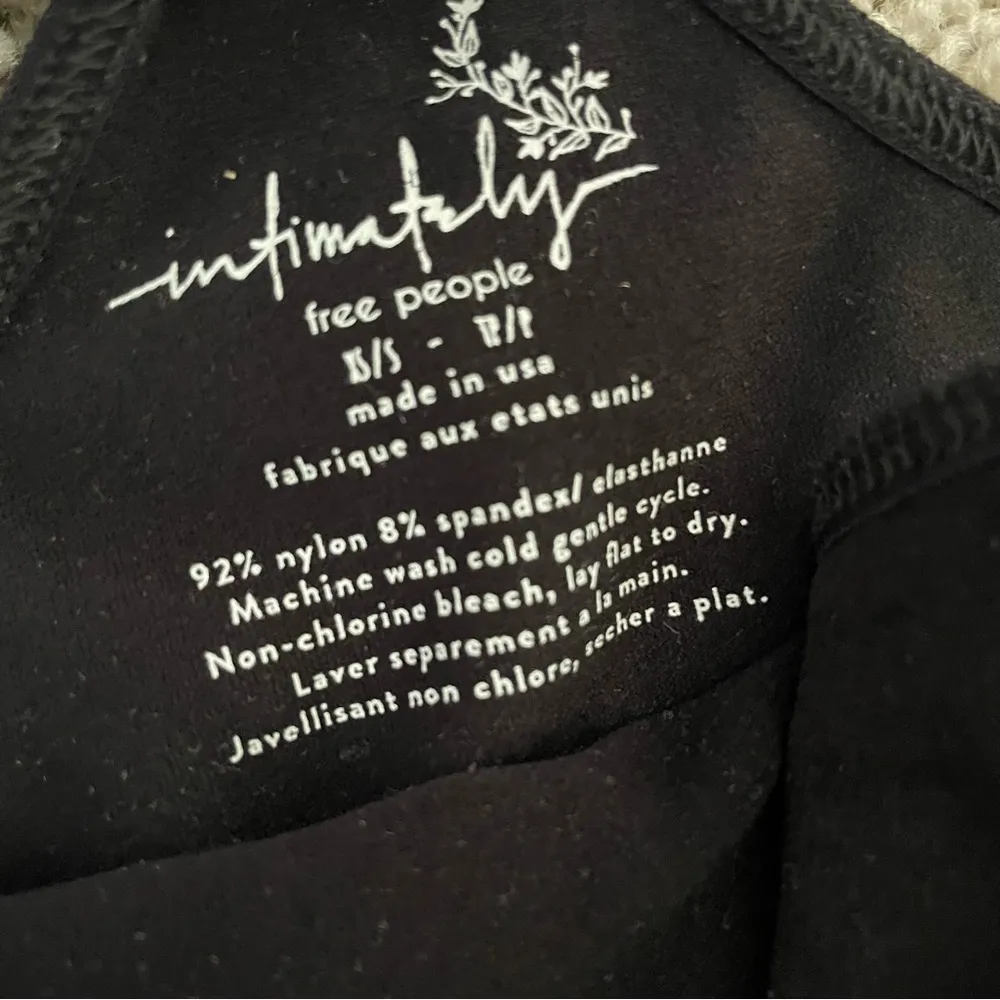 intimately
free people
XS/S - TP/P
made in usa
fabrique aux etats unis
92% nylon 8% spandex/ elasthanne
Machine wash cold gentle cycle.
Non-chlorine bleach, lay flat to dry.
Laver separement a la main.
Javellisant non chlore, secher a plat.